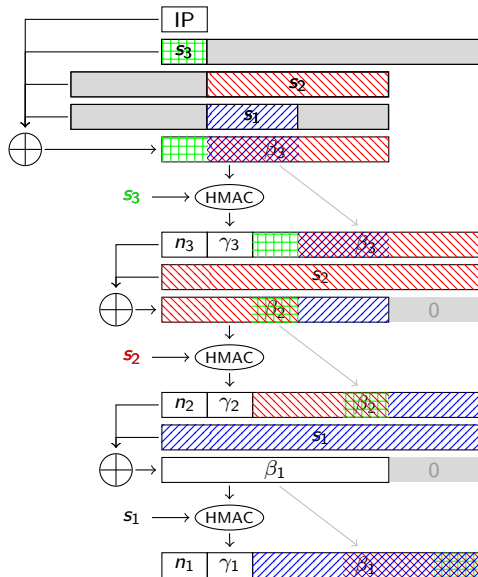 IP
s₃
s₂
s₁
β₃
s₃ HMAC
n₃ γ₃ β₃
s₂
β₂ 0
s₂ HMAC
n₂ γ₂ β₂
s₁
β₁ 0
s₁ HMAC
n₁ γ₁ β₁